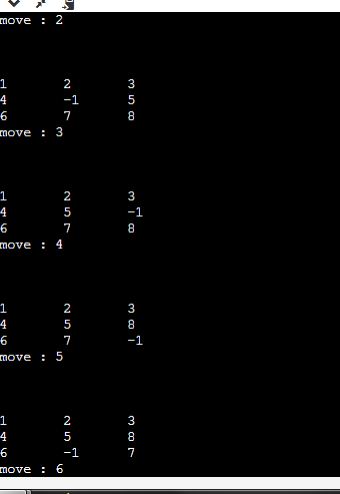 move : 2
1 2 3
4 -1 5
6 7 8
move : 3
1 2 3
4 5 -1
6 7 8
move : 4
1 2 3
4 5 8
6 7 -1
move : 5
1 2 3
4 5 8
6 -1 7
move : 6